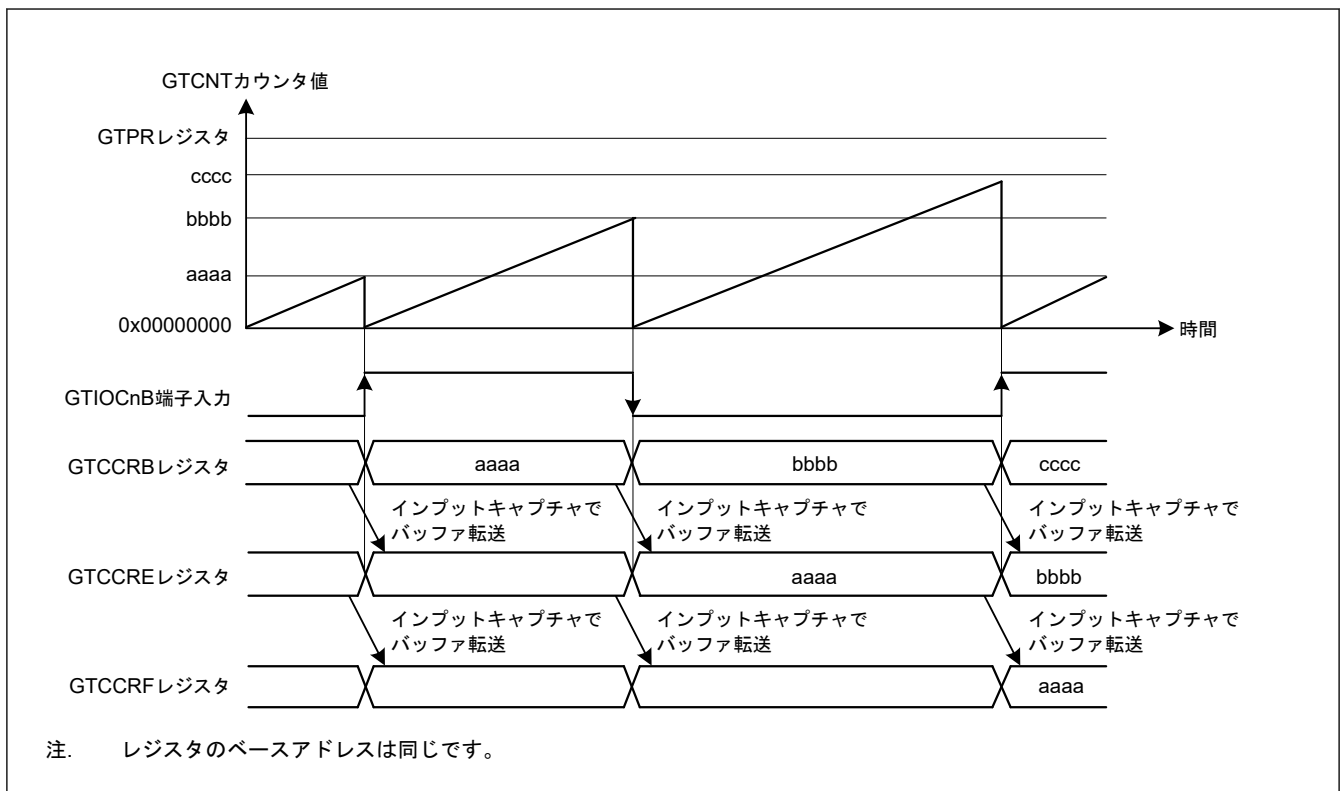 GTCNTカウンタ値
GTPRレジスタ
cccc
bbbb
aaaa
0x00000000
時間
GTIOCnB端子入力
GTCCRBレジスタ
aaaa
bbbb
cccc
インプットキャプチャで
バッファ転送
インプットキャプチャで
バッファ転送
インプットキャプチャで
バッファ転送
GTCCREレジスタ
aaaa
bbbb
インプットキャプチャで
バッファ転送
インプットキャプチャで
バッファ転送
インプットキャプチャで
バッファ転送
GTCCRFレジスタ
aaaa
注. レジスタのベースアドレスは同じです。